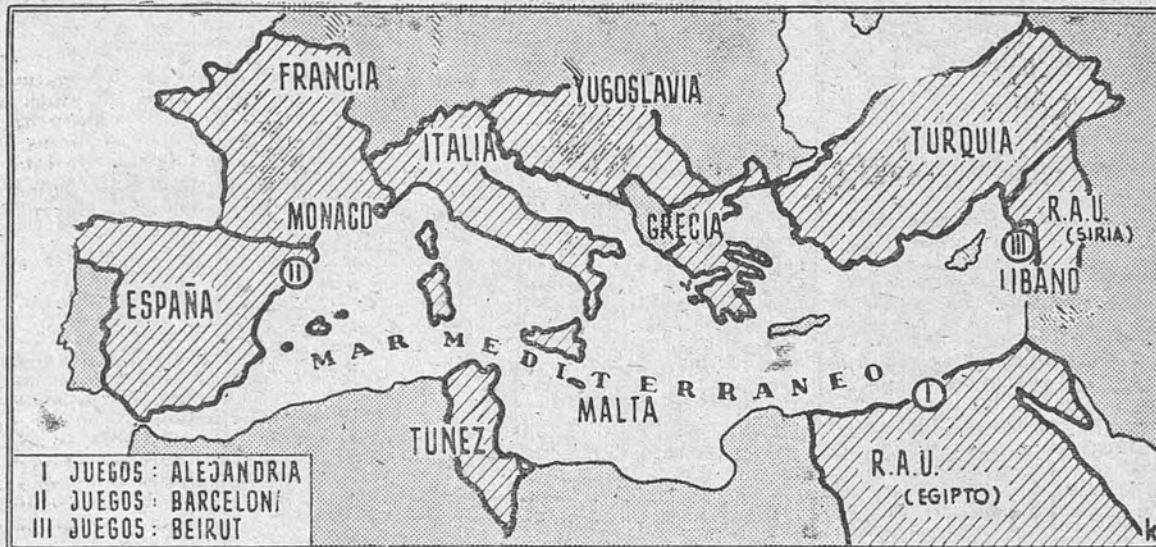 FRANCIA
YUGOSLAVIA
ITALIA
TURQUIA
MONACO
GRECIA
R.A.U.
(SIRIA)
II
III
LIBANO
ESPAÑA
MAR MEDITERRANEO
I
MALTA
TUNEZ
R.A.U.
(EGIPTO)
I JUEGOS : ALEJANDRIA
II JUEGOS : BARCELONI
III JUEGOS : BEIRUT
k